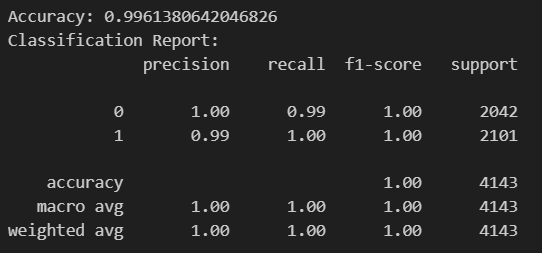 Accuracy: 0.9961380642046826
Classification Report:
precision recall f1-score support
0 1.00 0.99 1.00 2042
1 0.99 1.00 1.00 2101
accuracy 1.00 4143
macro avg 1.00 1.00 1.00 4143
weighted avg 1.00 1.00 1.00 4143